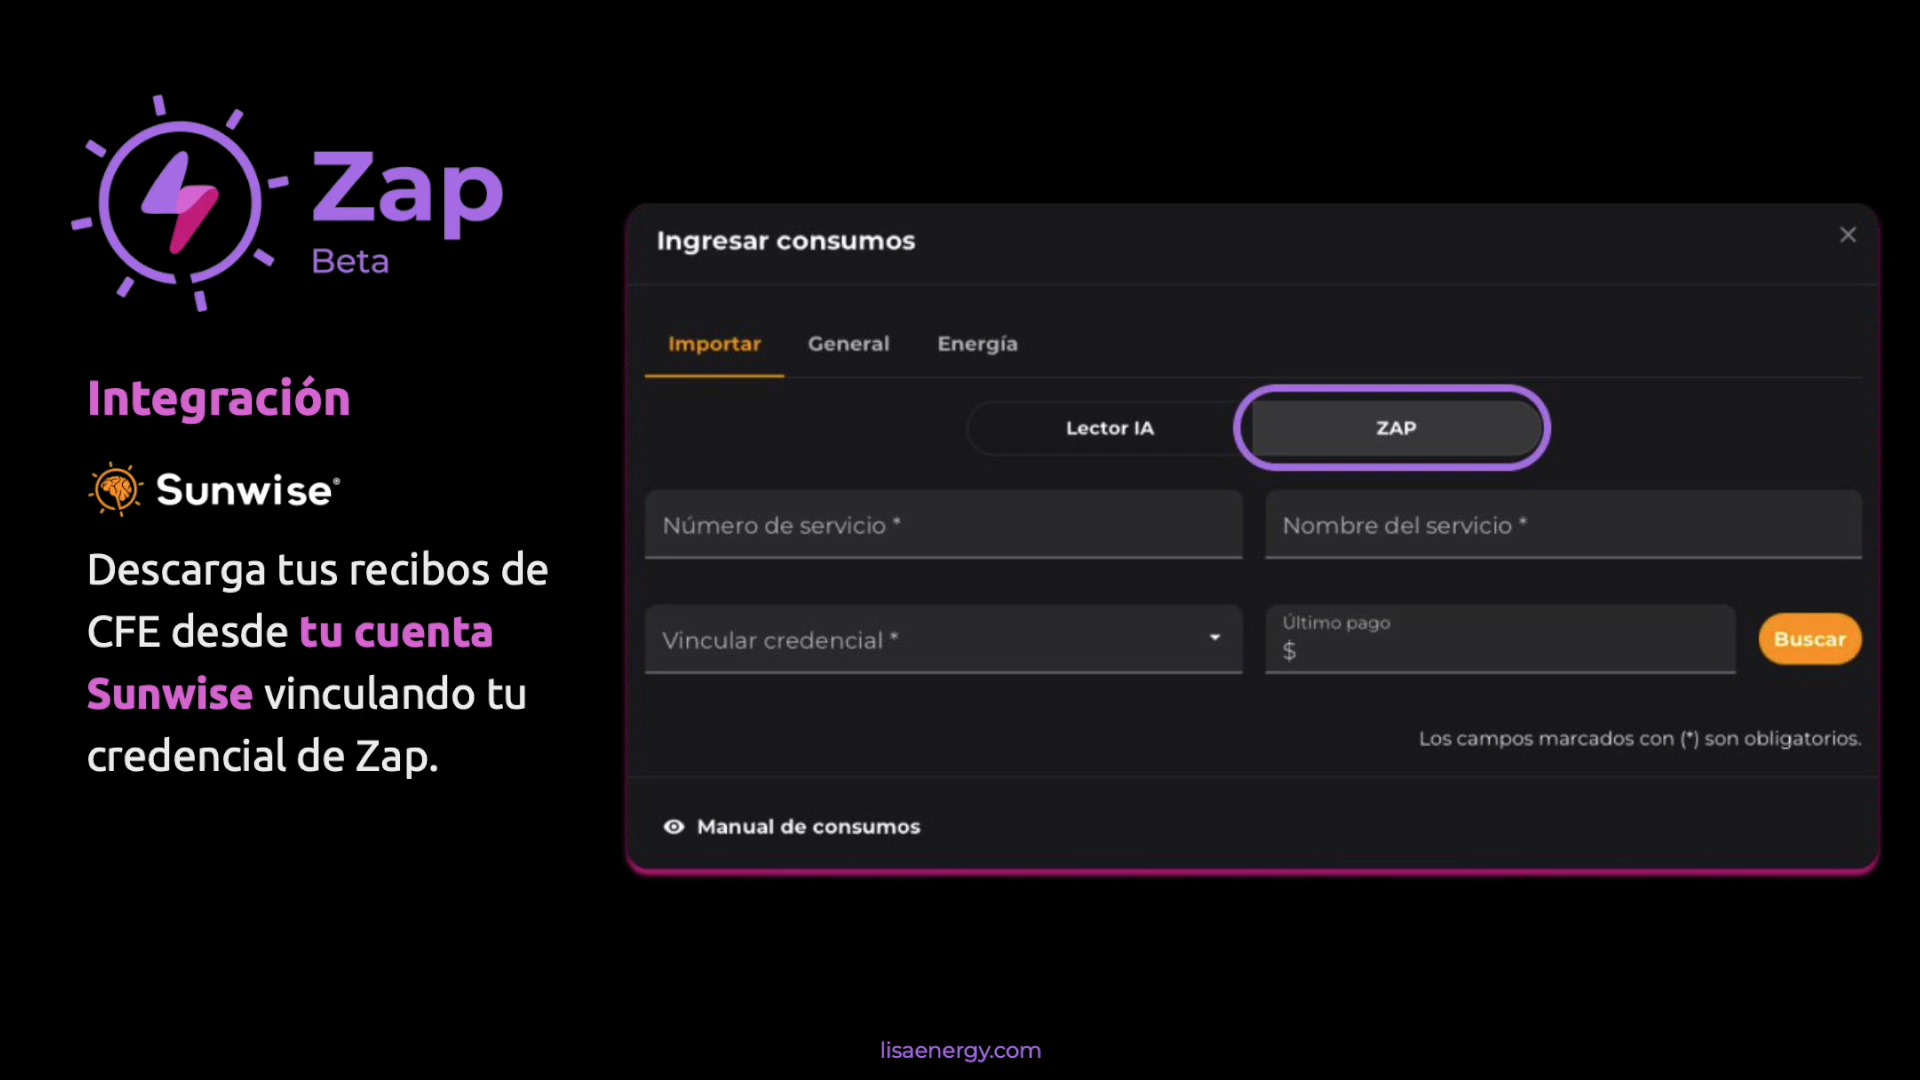 Zap
Beta
Integración
Sunwise®
Descarga tus recibos de
CFE desde tu cuenta
Sunwise vinculando tu
credencial de Zap.
Ingresar consumos
Importar General Energía
Lector IA ZAP
Número de servicio * Nombre del servicio *
Vincular credencial * Último pago
$
Buscar
Los campos marcados con (*) son obligatorios.
Manual de consumos
lisaenergy.com